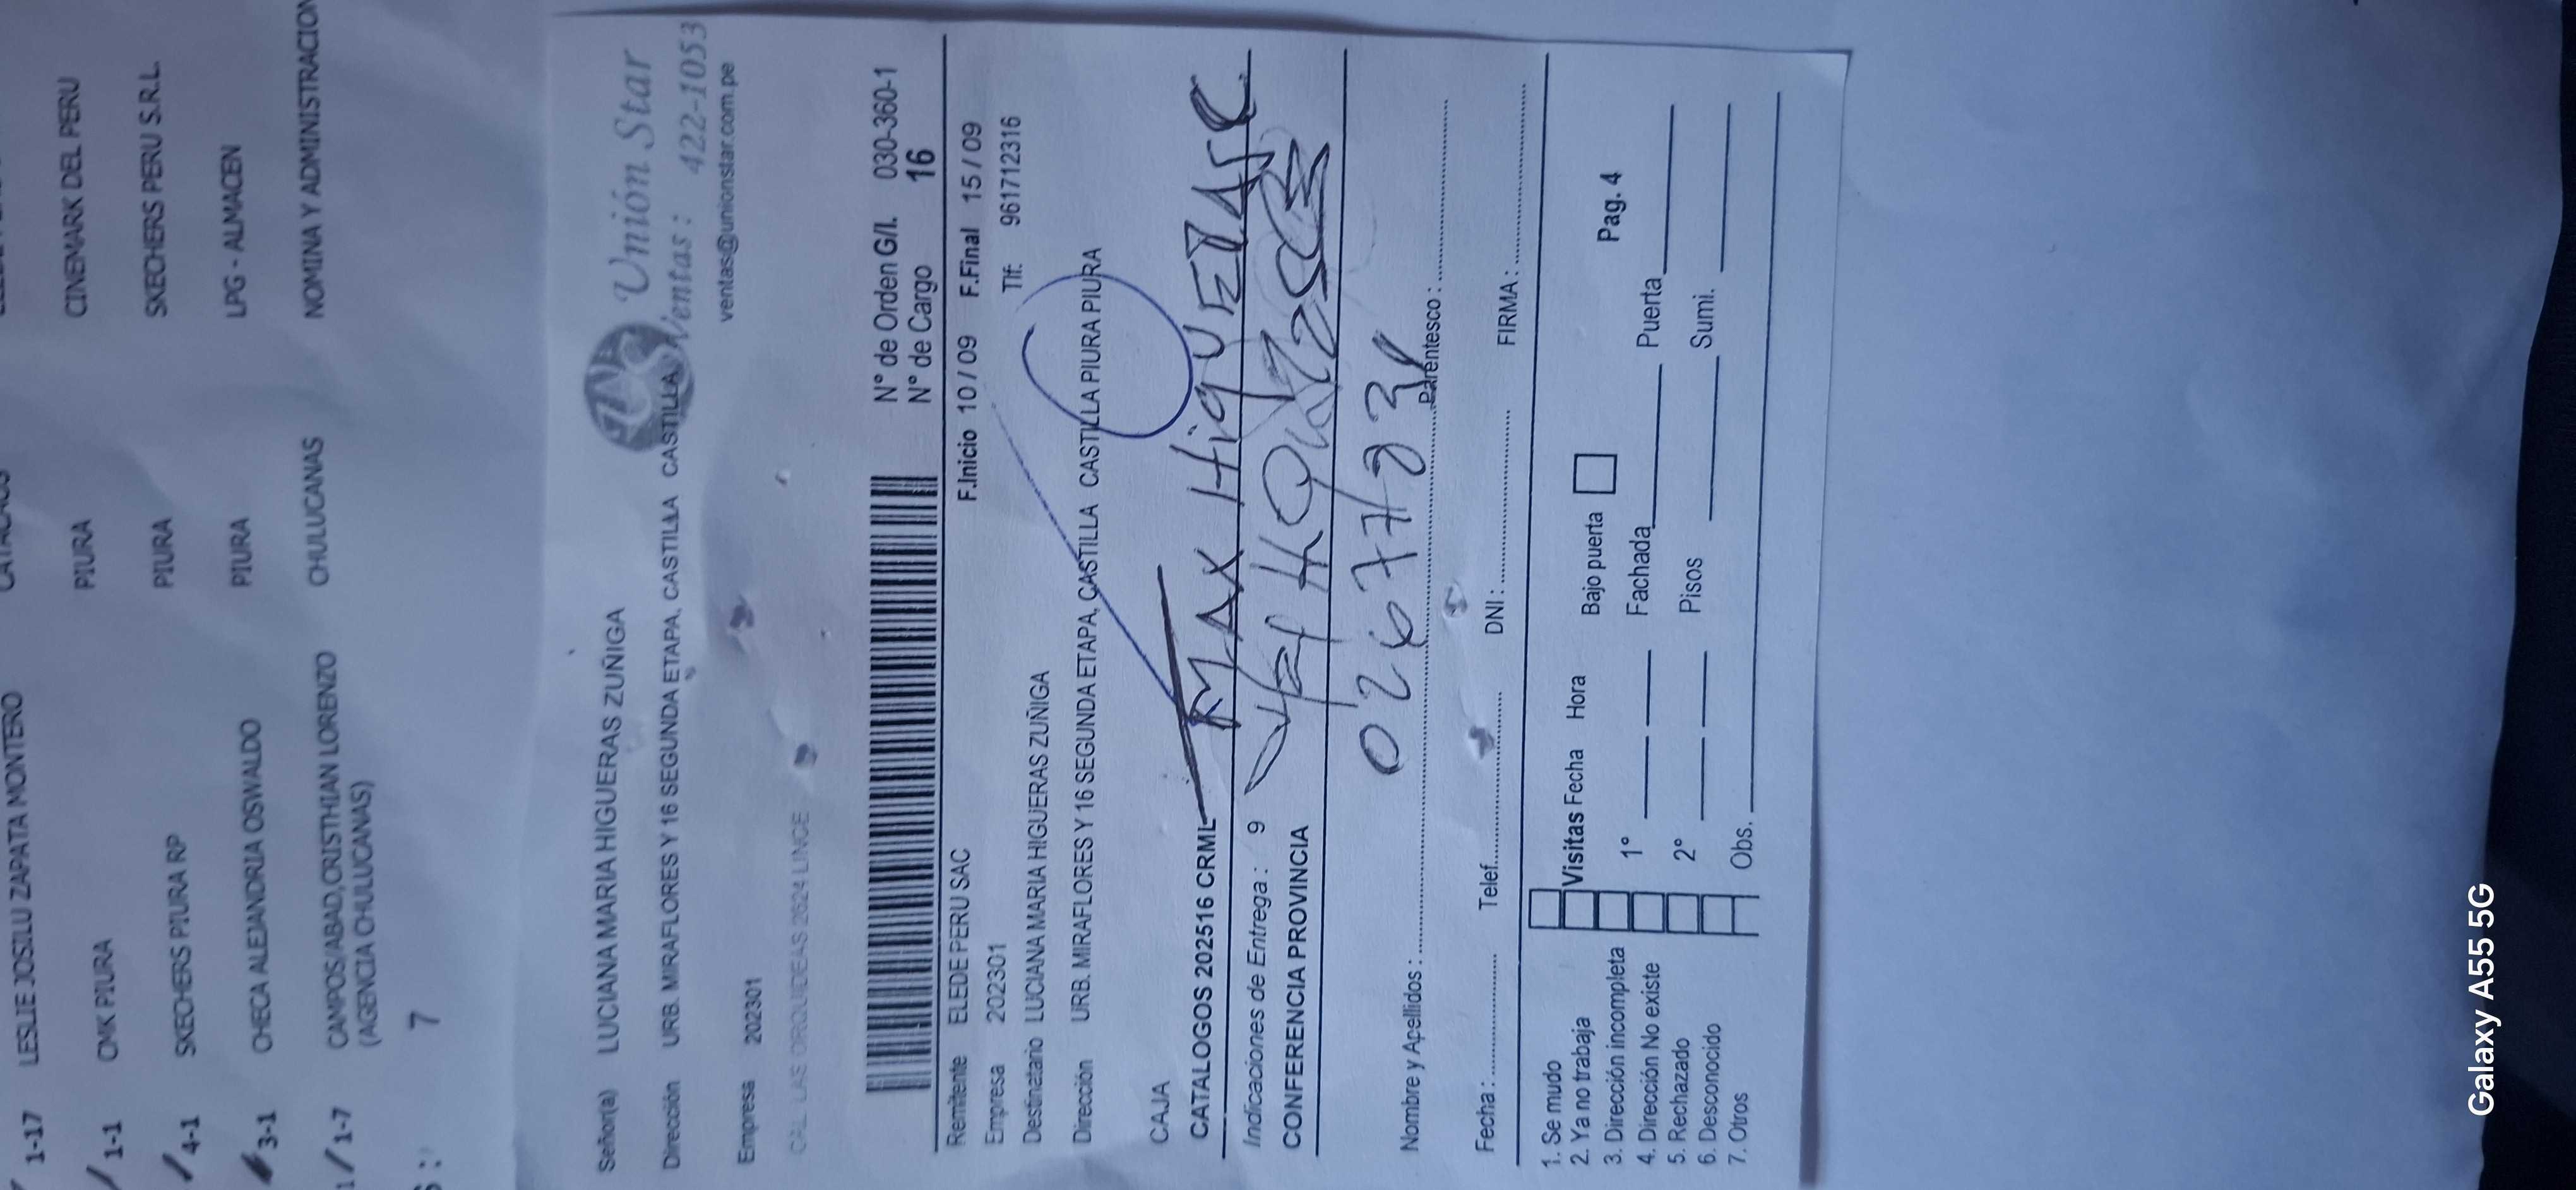 1-17 LESLIE JOSILU ZAPATA MONTERO
1-1 CMK PIURA PIURA CINEMARK DEL PERU
4-1 SKECHERS PIURA RP PIURA SKECHERS PERU S.R.L.
3-1 CHECA ALEJANDRIA OSWALDO PIURA LPG - ALMACEN
1-7 CAMPOS/ABAD,CRISTHIAN LORENZO CHULUCANAS NOMINA Y ADMINISTRACION
(AGENCIA CHULUCANAS)
7
Unión Star
Ventas : 422-1053
ventas@unionstar.com.pe
Señor(a) LUCIANA MARIA HIGUERAS ZUÑIGA
Dirección URB. MIRAFLORES Y 16 SEGUNDA ETAPA, CASTILLA CASTILLA
Empresa 202301
CAL. LAS ORQUIDEAS 2624 LINCE
N° de Orden G/I. 030-360-1
N° de Cargo 16
F.Inicio 10 / 09 F.Final 15 / 09
Remitente ELEDE PERU SAC
Empresa 202301 Tlf: 961712316
Destinatario LUCIANA MARIA HIGUERAS ZUÑIGA
Dirección URB. MIRAFLORES Y 16 SEGUNDA ETAPA, CASTILLA CASTILLA PIURA PIURA
CAJA
CATALOGOS 202516 CRML
MAX
Indicaciones de Entrega : 9
CONFERENCIA PROVINCIA
Nombre y Apellidos : Parentesco :
Fecha : Telef. DNI : FIRMA :
1. Se mudo
2. Ya no trabaja
3. Dirección incompleta
4. Dirección No existe
5. Rechazado
6. Desconocido
7. Otros
Visitas Fecha Hora Bajo puerta Pag. 4
1° Fachada Puerta
2° Pisos Sumi.
Obs.
Galaxy A55 5G